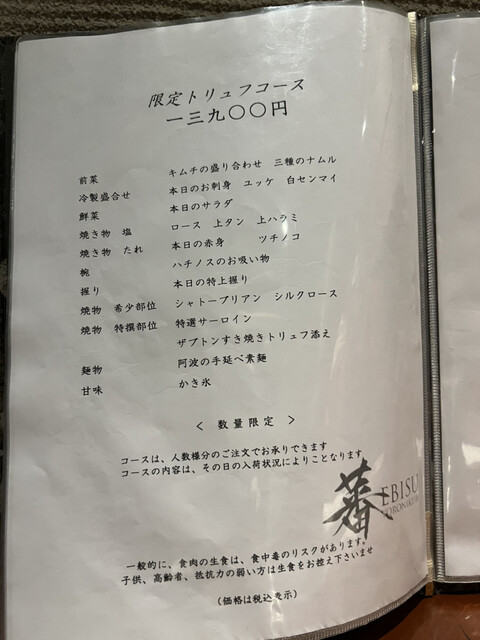 限定トリュフコース
一三九〇〇円
前菜 キムチの盛り合わせ 三種のナムル
冷製盛合せ 本日のお刺身 ユッケ 白センマイ
鮮菜 本日のサラダ
焼き物 塩 ロース 上タン 上ハラミ
焼き物 たれ 本日の赤身 ツチノコ
椀 ハチノスのお吸い物
握り 本日の特上握り
焼物 希少部位 シャトーブリアン シルクロース
焼物 特撰部位 特選サーロイン
ザブトンすき焼きトリュフ添え
麺物 阿波の手延べ素麺
甘味 かき氷
< 数量限定 >
コースは、人数様分のご注文でお承りできます
コースの内容は、その日の入荷状況によりことなります
蕃
EBISU
一般的に、食肉の生食は、食中毒のリスクがあります。
子供、高齢者、抵抗力の弱い方は生食をお控え下さいませ
(価格は税込表示)